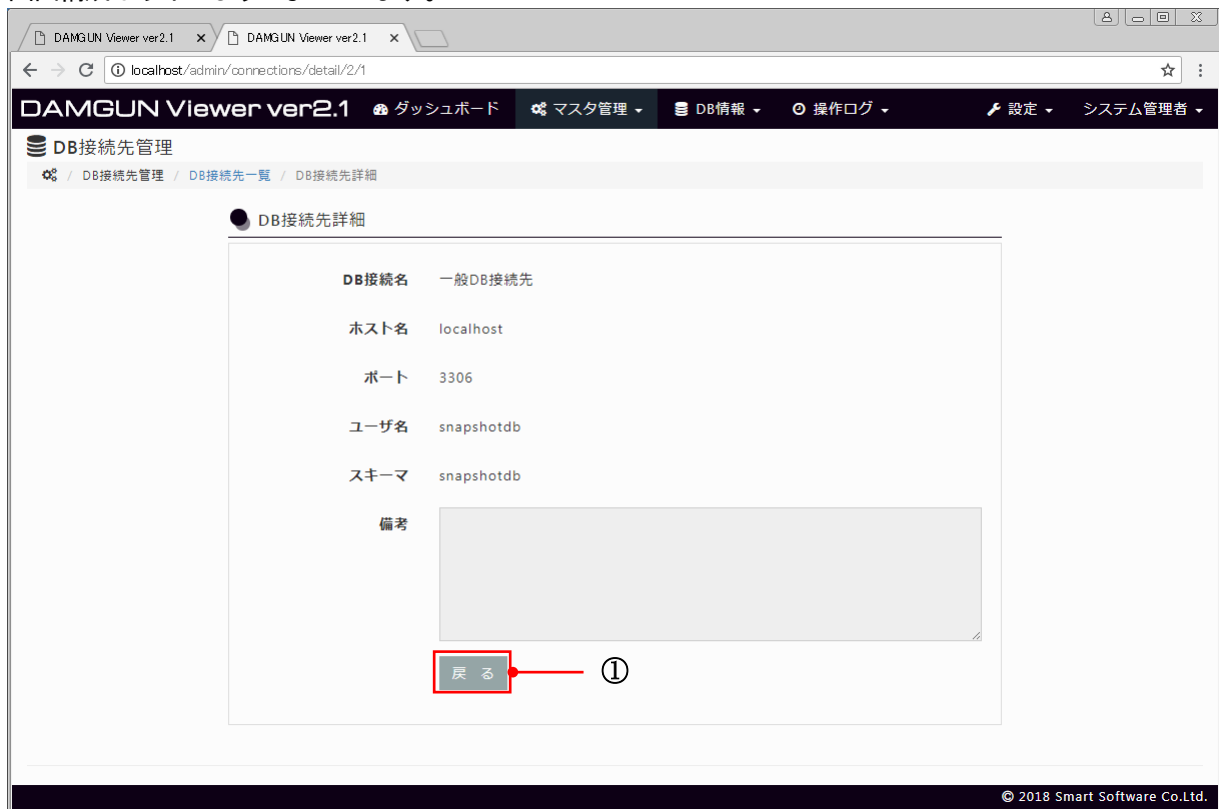 DAMGUN Viewer ver2.1
DAMGUN Viewer ver2.1
localhost/admin/connections/detail/2/1
DAMGUN Viewer ver2.1 ダッシュボード マスタ管理 DB情報 操作ログ 設定 システム管理者
DB接続先管理
/ DB接続先管理 / DB接続先一覧 / DB接続先詳細
DB接続先詳細
DB接続名 一般DB接続先
ホスト名 localhost
ポート 3306
ユーザ名 snapshotdb
スキーマ snapshotdb
備考
戻 る ①
© 2018 Smart Software Co.Ltd.